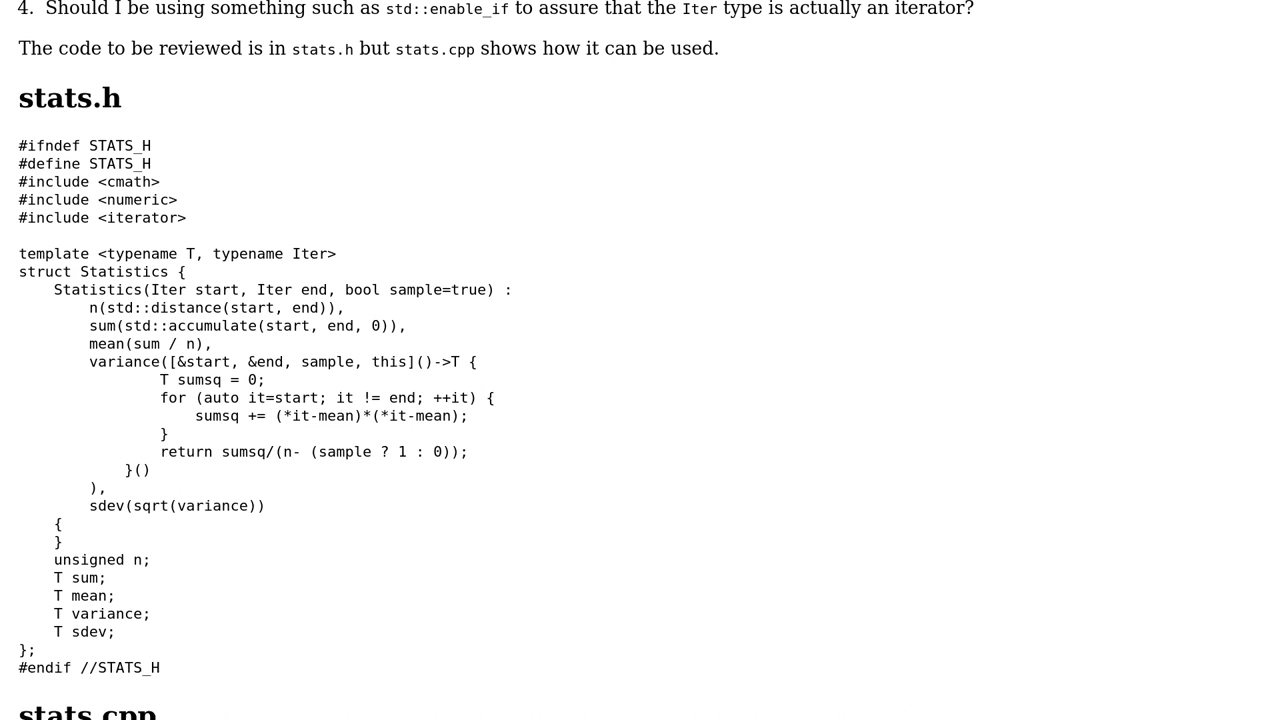 4. Should I be using something such as std::enable_if to assure that the Iter type is actually an iterator?
The code to be reviewed is in stats.h but stats.cpp shows how it can be used.
stats.h
#ifndef STATS_H
#define STATS_H
#include <cmath>
#include <numeric>
#include <iterator>
template <typename T, typename Iter>
struct Statistics {
    Statistics(Iter start, Iter end, bool sample=true) :
        n(std::distance(start, end)),
        sum(std::accumulate(start, end, 0)),
        mean(sum / n),
        variance([&start, &end, sample, this]()->T {
                T sumsq = 0;
                for (auto it=start; it != end; ++it) {
                    sumsq += (*it-mean)*(*it-mean);
                }
                return sumsq/(n- (sample ? 1 : 0));
            }()
        ),
        sdev(sqrt(variance))
    {
    }
    unsigned n;
    T sum;
    T mean;
    T variance;
    T sdev;
};
#endif //STATS_H
stats.cpp